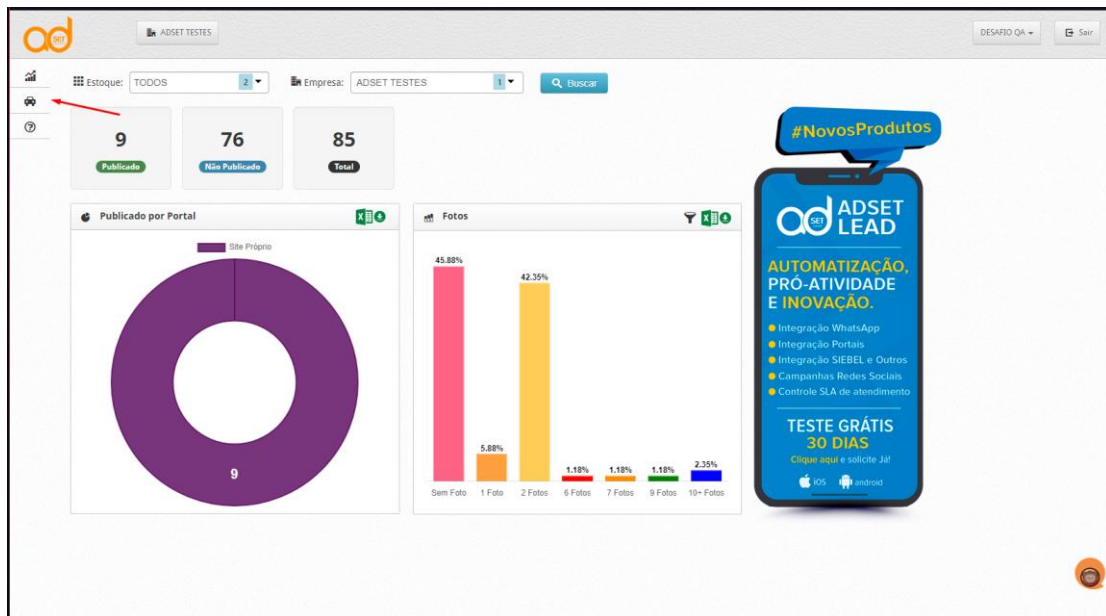 ad SET
ADSET TESTES
DESAFIO QA
Sair
Estoque: TODOS 2
Empresa: ADSET TESTES 1
Buscar
9
Publicado
76
Não Publicado
85
Total
Publicado por Portal
Site Próprio
9
Fotos
45.88%
5.88%
42.35%
1.18%
1.18%
1.18%
2.35%
Sem Foto
1 Foto
2 Fotos
6 Fotos
7 Fotos
9 Fotos
10+ Fotos
#NovosProdutos
ad SET
ADSET
LEAD
AUTOMATIZAÇÃO,
PRÓ-ATIVIDADE
E INOVAÇÃO.
Integração WhatsApp
Integração Portais
Integração SIEBEL e Outros
Campanhas Redes Sociais
Controle SLA de atendimento
TESTE GRÁTIS
30 DIAS
Clique aqui e solicite Já!
iOS android